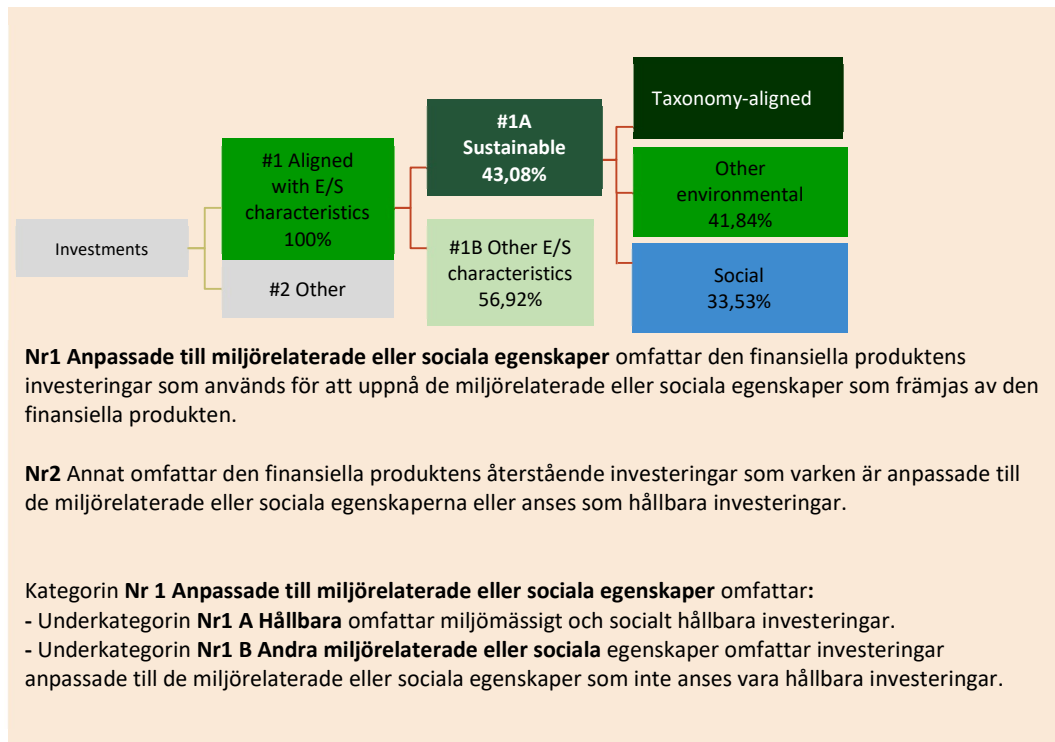 Investments
#1 Aligned
with E/S
characteristics
100%
#2 Other
#1A
Sustainable
43,08%
#1B Other E/S
characteristics
56,92%
Taxonomy-aligned
Other
environmental
41,84%
Social
33,53%
Nr1 Anpassade till miljörelaterade eller sociala egenskaper omfattar den finansiella produktens
investeringar som används för att uppnå de miljörelaterade eller sociala egenskaper som främjas av den
finansiella produkten.
Nr2 Annat omfattar den finansiella produktens återstående investeringar som varken är anpassade till
de miljörelaterade eller sociala egenskaperna eller anses som hållbara investeringar.
Kategorin Nr 1 Anpassade till miljörelaterade eller sociala egenskaper omfattar:
- Underkategorin Nr1 A Hållbara omfattar miljömässigt och socialt hållbara investeringar.
- Underkategorin Nr1 B Andra miljörelaterade eller sociala egenskaper omfattar investeringar
anpassade till de miljörelaterade eller sociala egenskaper som inte anses vara hållbara investeringar.